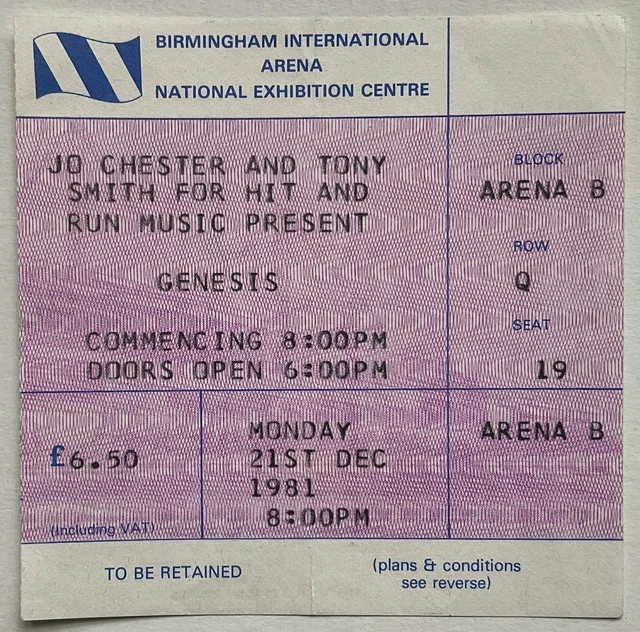 BIRMINGHAM INTERNATIONAL
ARENA
NATIONAL EXHIBITION CENTRE
JO CHESTER AND TONY
SMITH FOR HIT AND
RUN MUSIC PRESENT
GENESIS
COMMENCING 8:00PM
DOORS OPEN 6:00PM
BLOCK
ARENA B
ROW
Q
SEAT
19
£6.50
(Including VAT)
MONDAY
21ST DEC
1981
8:00PM
ARENA B
TO BE RETAINED
(plans & conditions
see reverse)